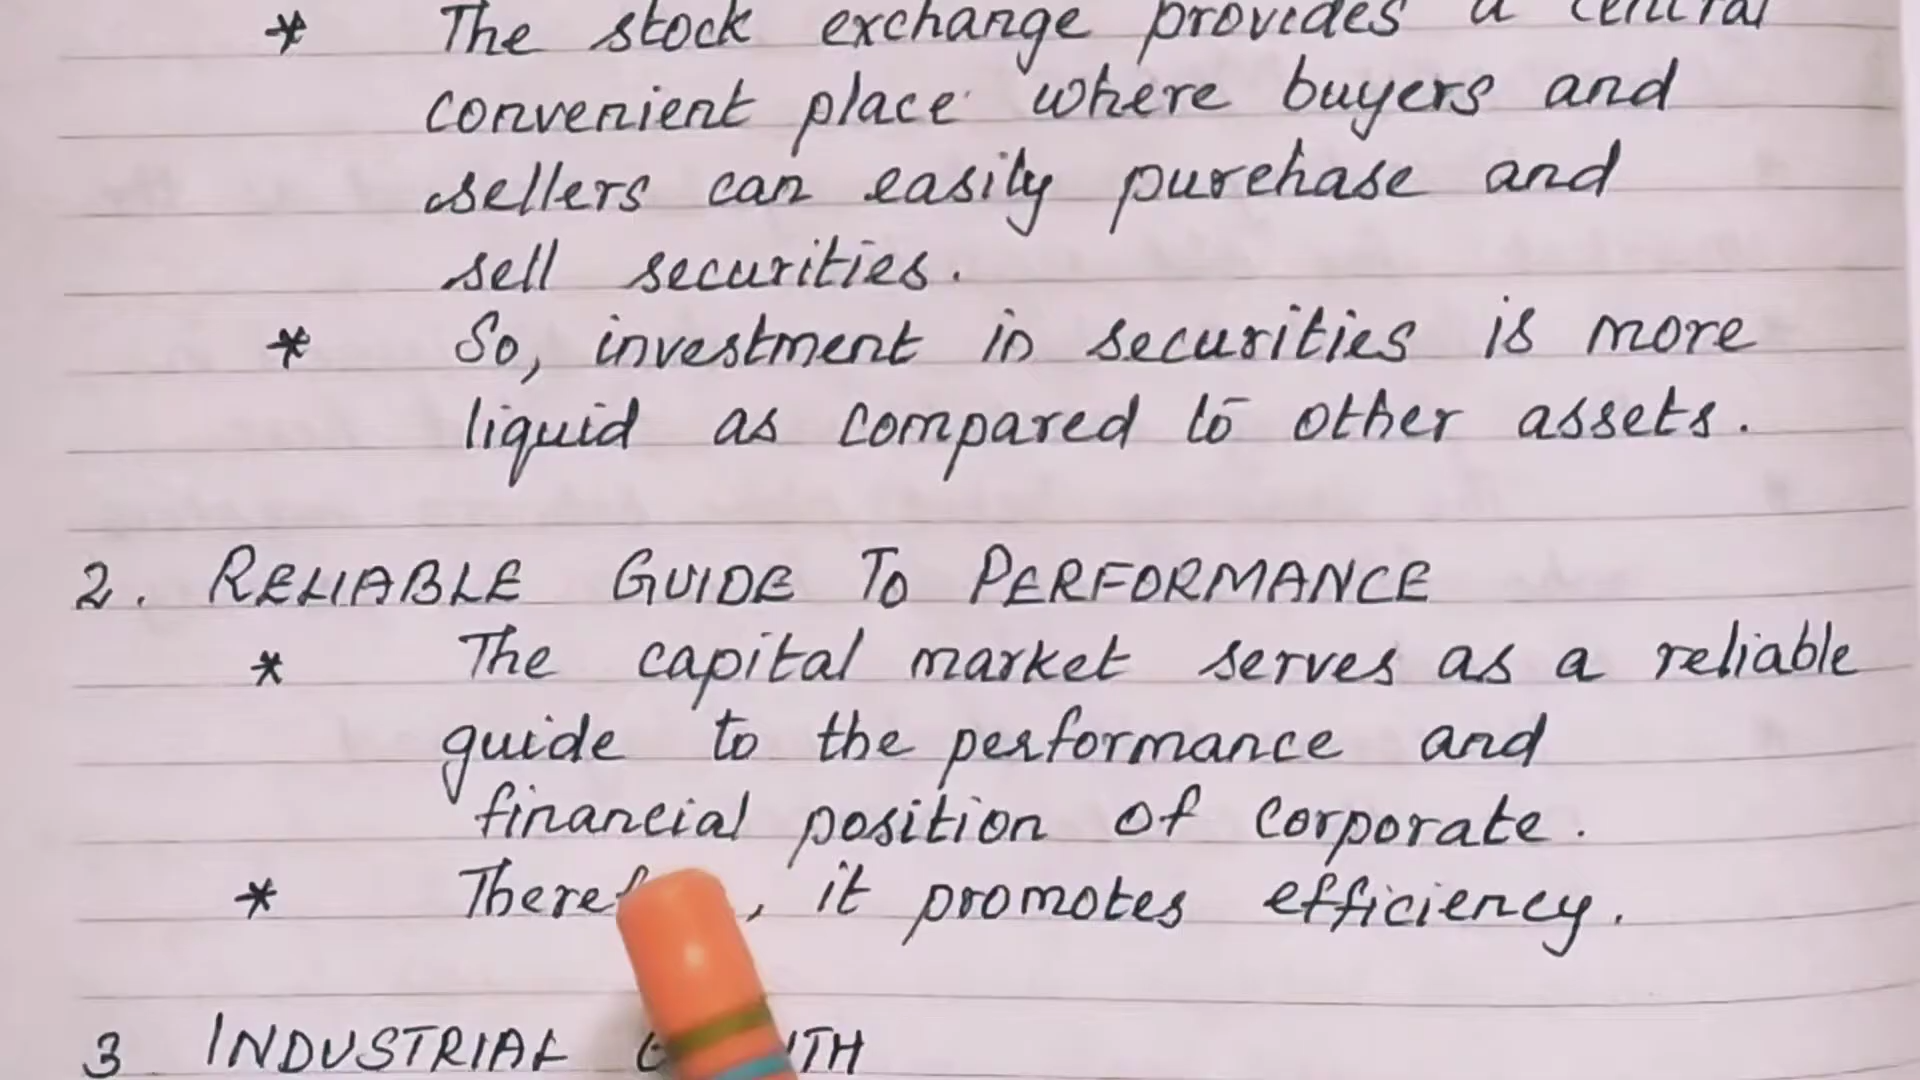 * The stock exchange provides a central
convenient place where buyers and
sellers can easily purchase and
sell securities.
* So, investment in securities is more
liquid as compared to other assets.
2. RELIABLE GUIDE TO PERFORMANCE
* The capital market serves as a reliable
guide to the performance and
financial position of corporate.
* , it promotes efficiency.
3 INDUSTRIAL